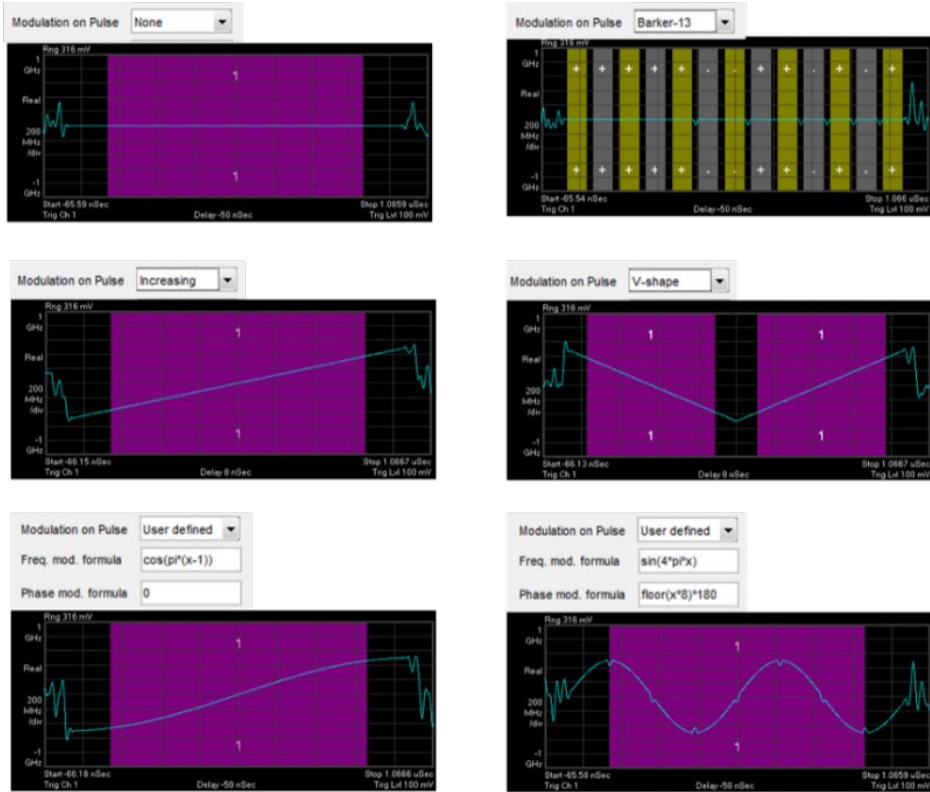 Modulation on Pulse None
Rng 316 mV
1
GHz
1
Real
200
MHz
/div
1
-1
GHz
Start -65.59 nSec Stop 1.0659 uSec
Trig Ch 1 Delay -50 nSec Trig Lvl 100 mV
Modulation on Pulse Barker-13
Rng 316 mV
1
GHz
+ + + + + - - + + - + - +
Real
200
MHz
/div
+ + + + + - - + + - + - +
-1
GHz
Start -65.54 nSec Stop 1.066 uSec
Trig Ch 1 Delay -50 nSec Trig Lvl 100 mV
Modulation on Pulse Increasing
Rng 316 mV
1
GHz
1
Real
200
MHz
/div
1
-1
GHz
Start -66.15 nSec Stop 1.0667 uSec
Trig Ch 1 Delay 8 nSec Trig Lvl 100 mV
Modulation on Pulse V-shape
Rng 316 mV
1
GHz
1 1
Real
200
MHz
/div
1 1
-1
GHz
Start -66.13 nSec Stop 1.0667 uSec
Trig Ch 1 Delay 8 nSec Trig Lvl 100 mV
Modulation on Pulse User defined
Freq. mod. formula cos(pi*(x-1))
Phase mod. formula 0
Rng 316 mV
1
GHz
1
Real
200
MHz
/div
1
-1
GHz
Start -66.18 nSec Stop 1.0666 uSec
Trig Ch 1 Delay -50 nSec Trig Lvl 100 mV
Modulation on Pulse User defined
Freq. mod. formula sin(4*pi*x)
Phase mod. formula floor(x*8)*180
Rng 316 mV
1
GHz
1
Real
200
MHz
/div
1
-1
GHz
Start -65.58 nSec Stop 1.0659 uSec
Trig Ch 1 Delay -50 nSec Trig Lvl 100 mV